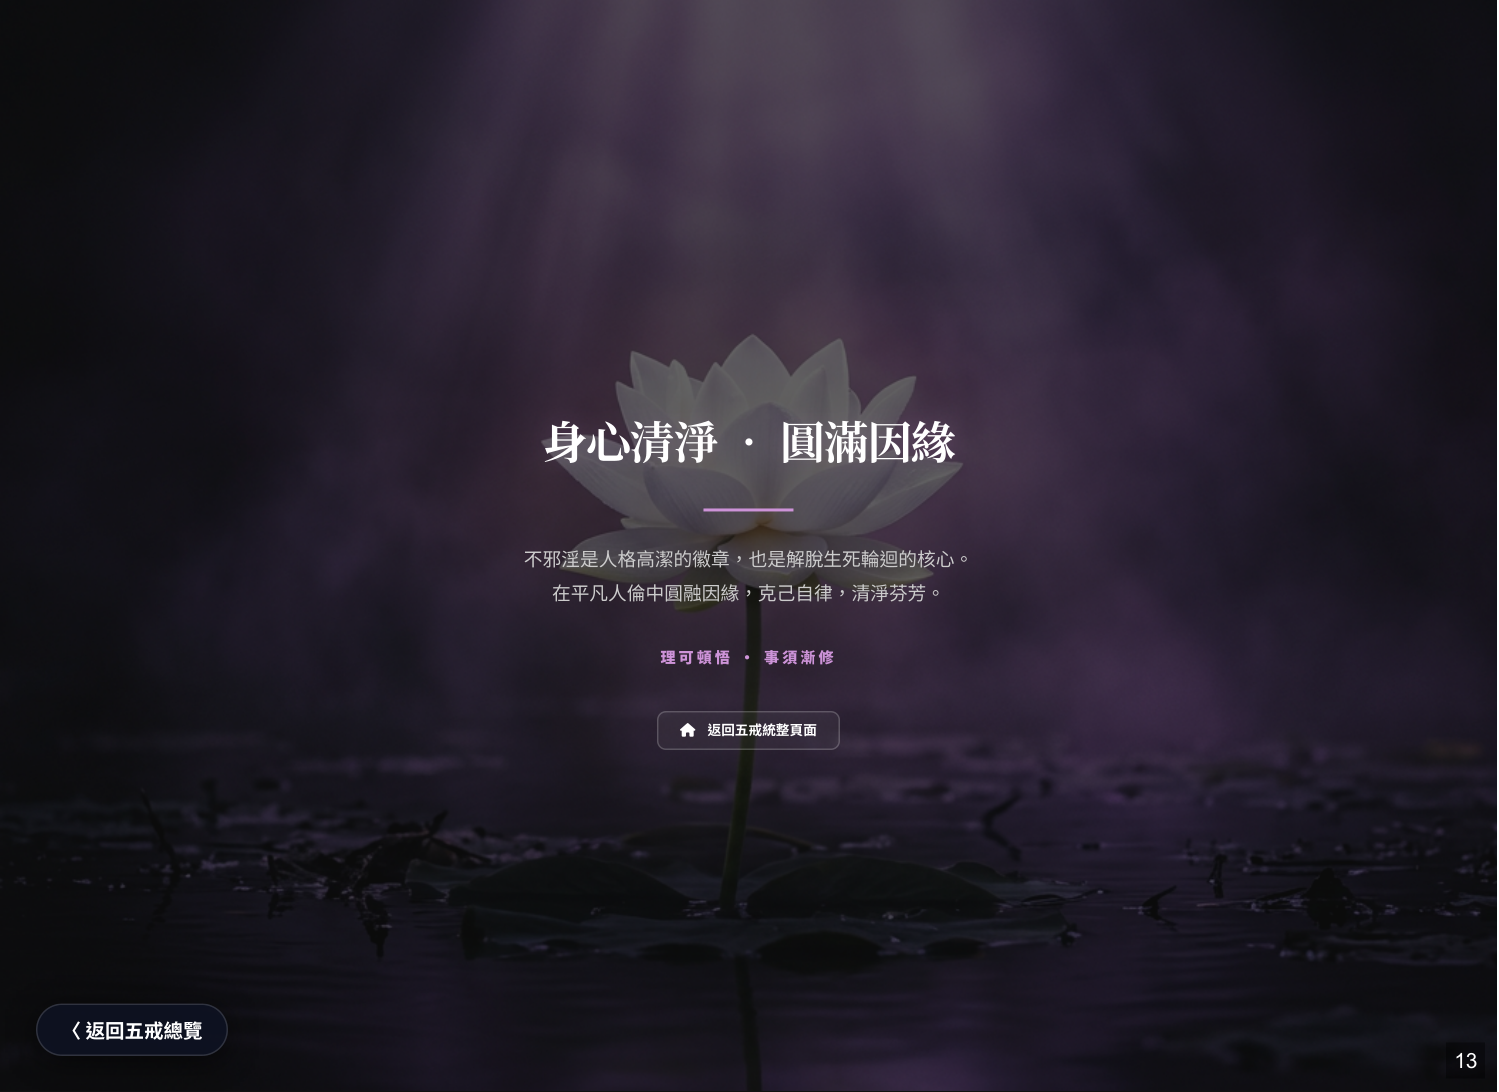 身心清淨 · 圓滿因緣
不邪淫是人格高潔的徽章，也是解脫生死輪迴的核心。
在平凡人倫中圓融因緣，克己自律，清淨芬芳。
理可頓悟 • 事須漸修
返回五戒統整頁面
〈 返回五戒總覽
13